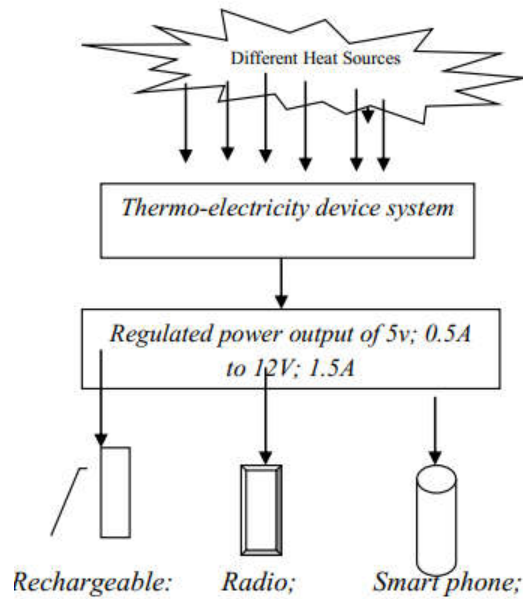 Different Heat Sources
Thermo-electricity device system
Regulated power output of 5v; 0.5A
to 12V; 1.5A
Rechargeable: Radio; Smart phone;